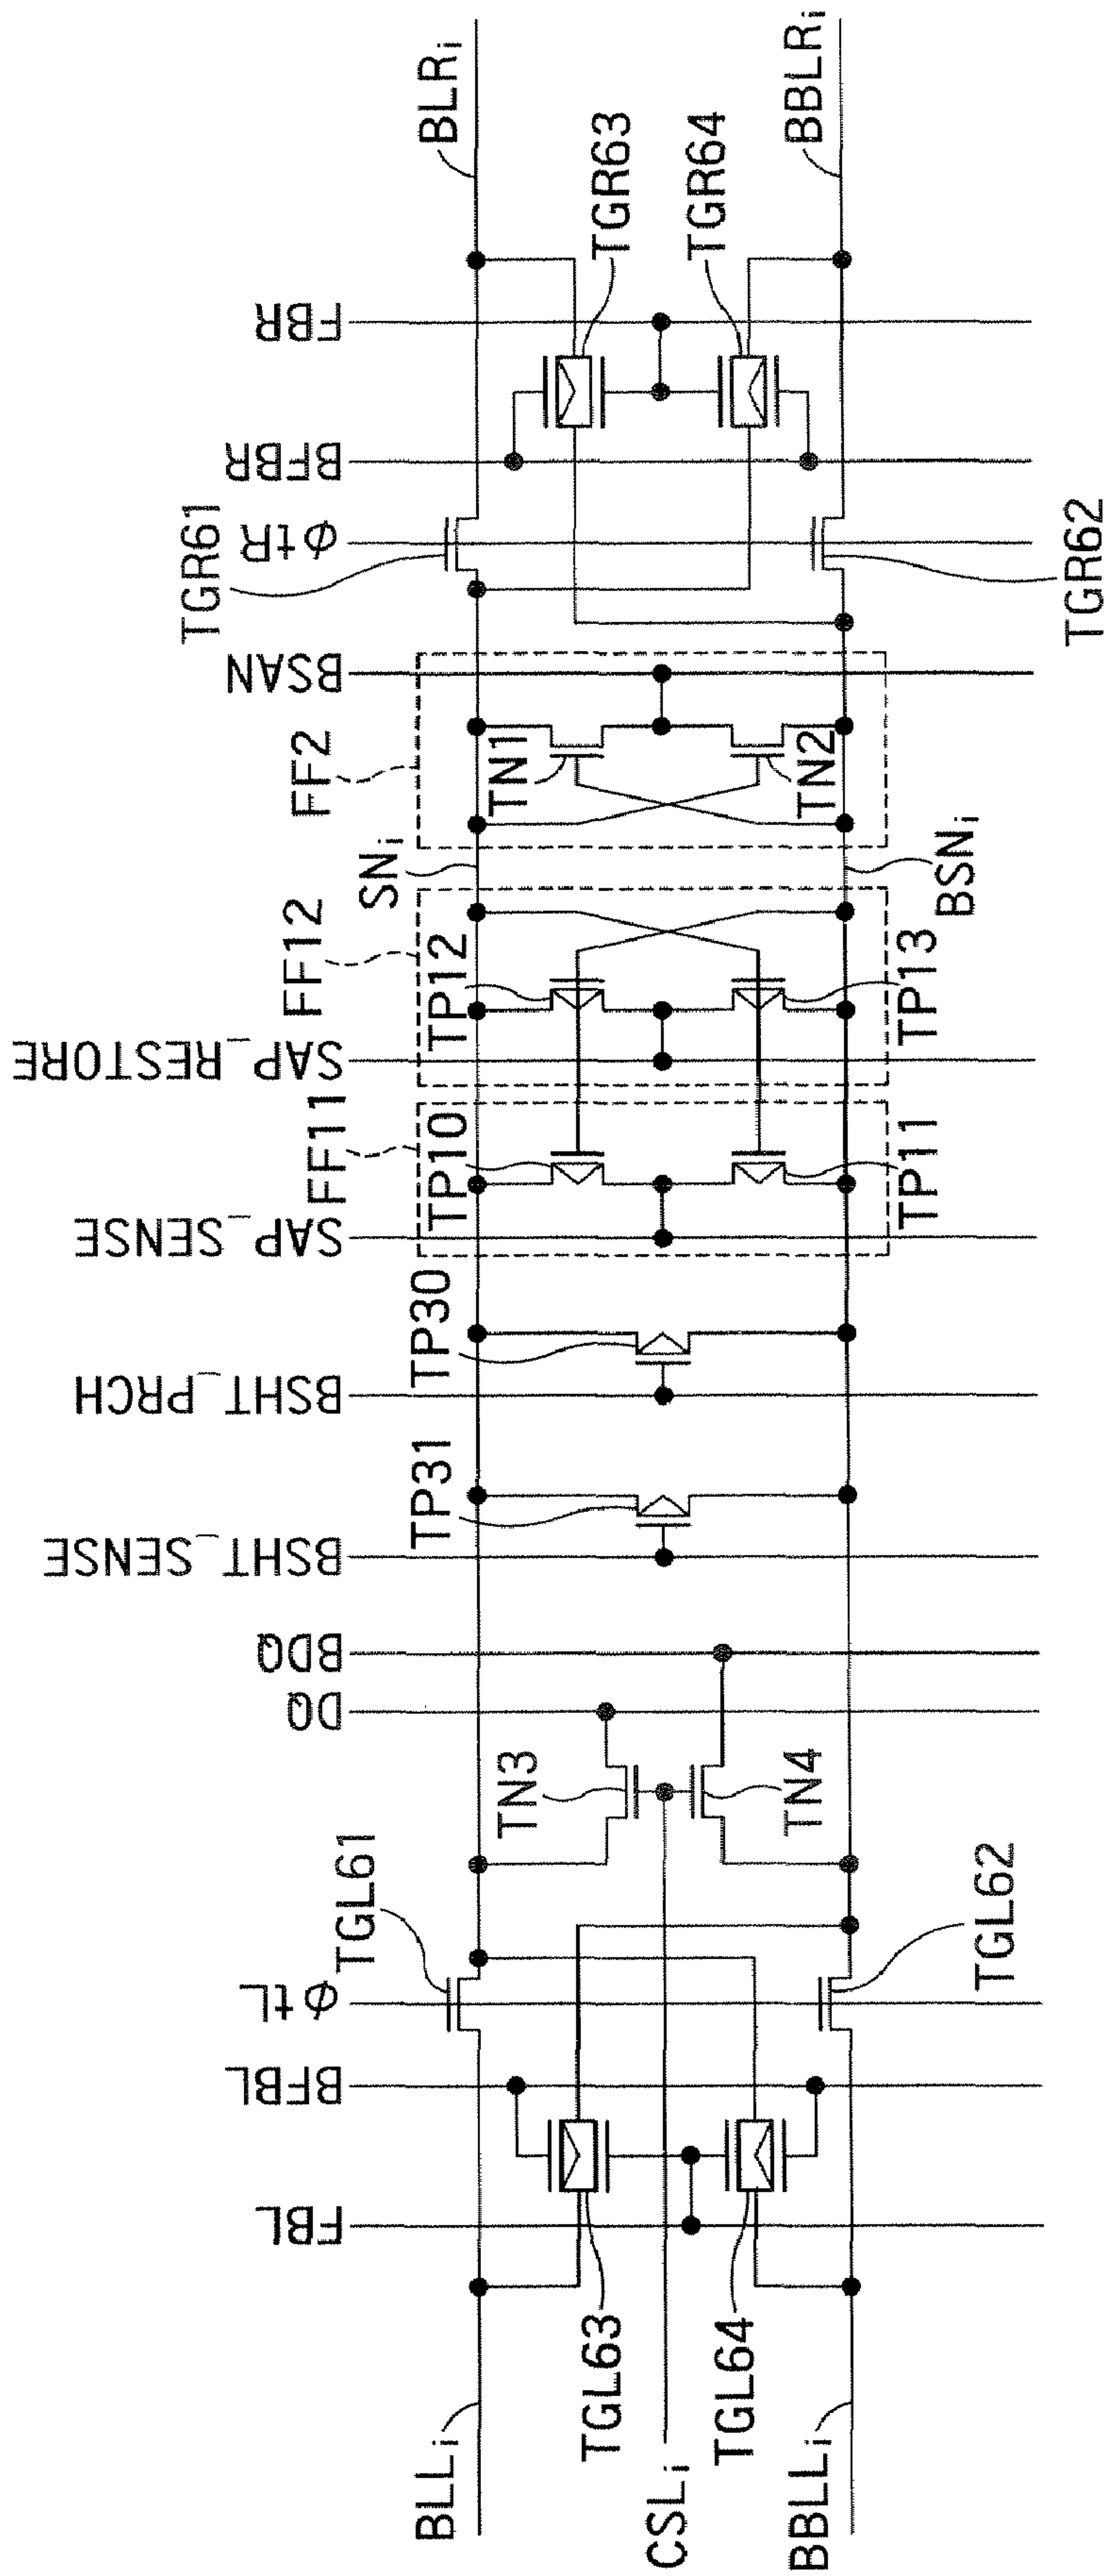 BLLi
BBLLi
CSLi
TGL63
TGL64
FBL
BFBL
ΦtL
TGL61
TGL62
TN3
TN4
DQ
BDQ
BSHT_SENSE
TP31
BSHT_PRCH
TP30
SAP_SENSE
FF11
TP10
TP11
SAP_RESTORE
FF12
TP12
TP13
SNi
BSNi
FF2
TN1
TN2
BSAN
TGR61
TGR62
ΦtR
BFBR
FBR
TGR63
TGR64
BLRi
BBLRi